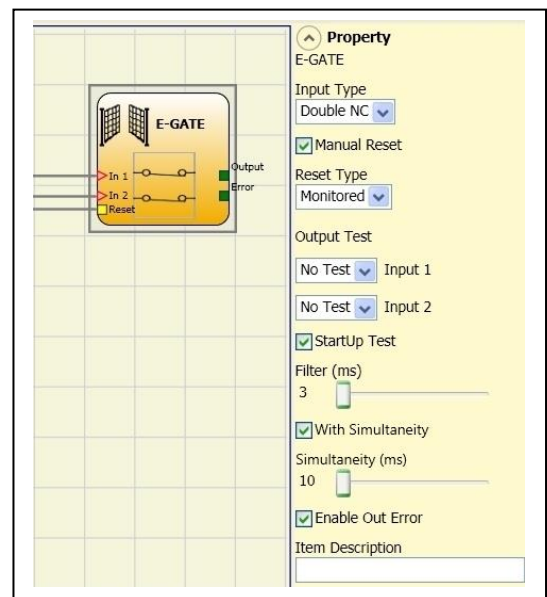 E-GATE
In 1
In 2
Reset
Output
Error
Property
E-GATE
Input Type
Double NC
Manual Reset
Reset Type
Monitored
Output Test
No Test Input 1
No Test Input 2
StartUp Test
Filter (ms)
3
With Simultaneity
Simultaneity (ms)
10
Enable Out Error
Item Description